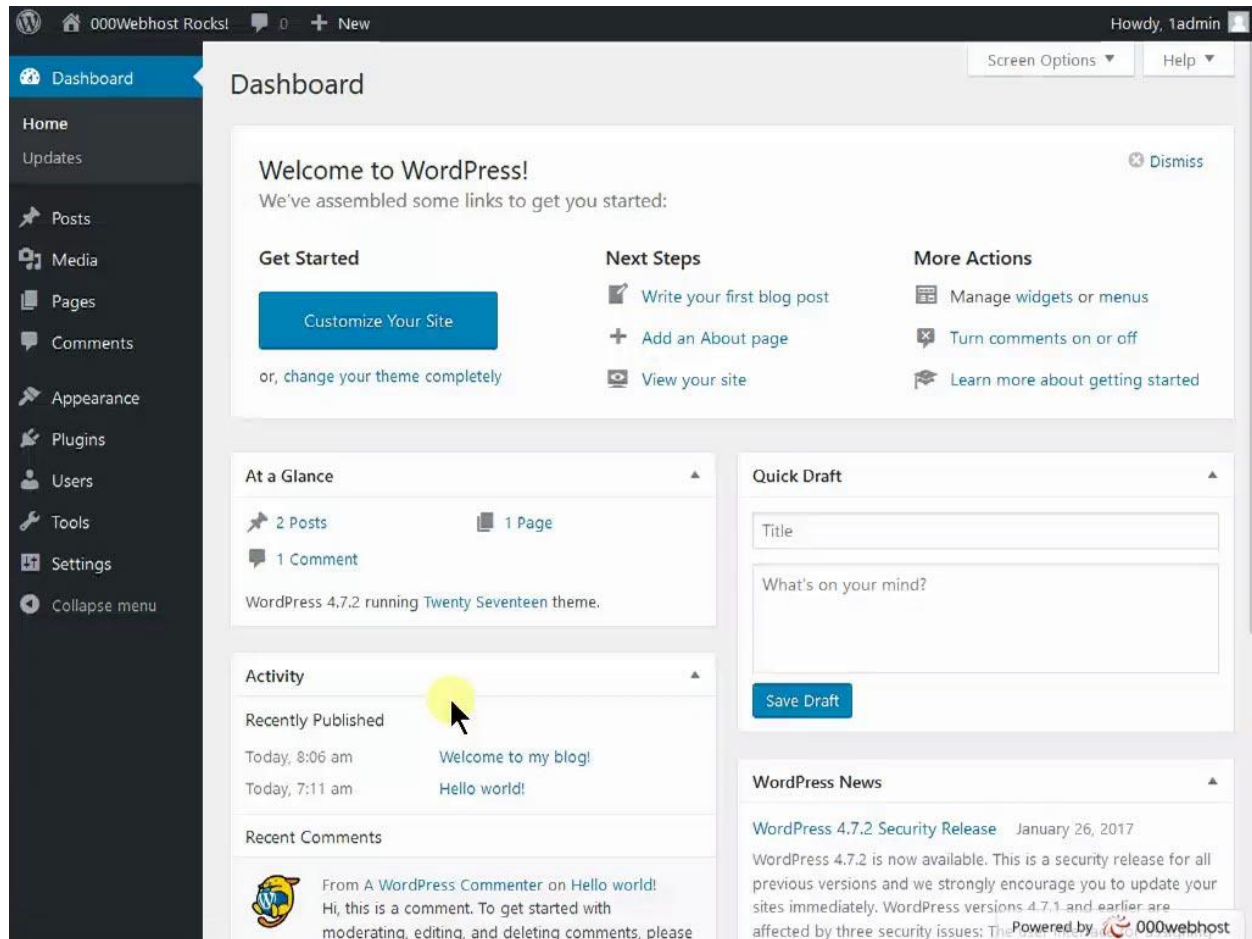 000Webhost Rocks! 0 New
Howdy, 1admin
Dashboard
Home
Updates
Posts
Media
Pages
Comments
Appearance
Plugins
Users
Tools
Settings
Collapse menu
Screen Options Help
Dashboard
Welcome to WordPress!
Dismiss
We've assembled some links to get you started:
Get Started
Customize Your Site
or, change your theme completely
Next Steps
Write your first blog post
Add an About page
View your site
More Actions
Manage widgets or menus
Turn comments on or off
Learn more about getting started
At a Glance
2 Posts 1 Page
1 Comment
WordPress 4.7.2 running Twenty Seventeen theme.
Activity
Recently Published
Today, 8:06 am Welcome to my blog!
Today, 7:11 am Hello world!
Recent Comments
From A WordPress Commenter on Hello world!
Hi, this is a comment. To get started with
moderating, editing, and deleting comments, please
Quick Draft
Title
What's on your mind?
Save Draft
WordPress News
WordPress 4.7.2 Security Release January 26, 2017
WordPress 4.7.2 is now available. This is a security release for all
previous versions and we strongly encourage you to update your
sites immediately. WordPress versions 4.7.1 and earlier are
affected by three security issues:
Powered by 000webhost